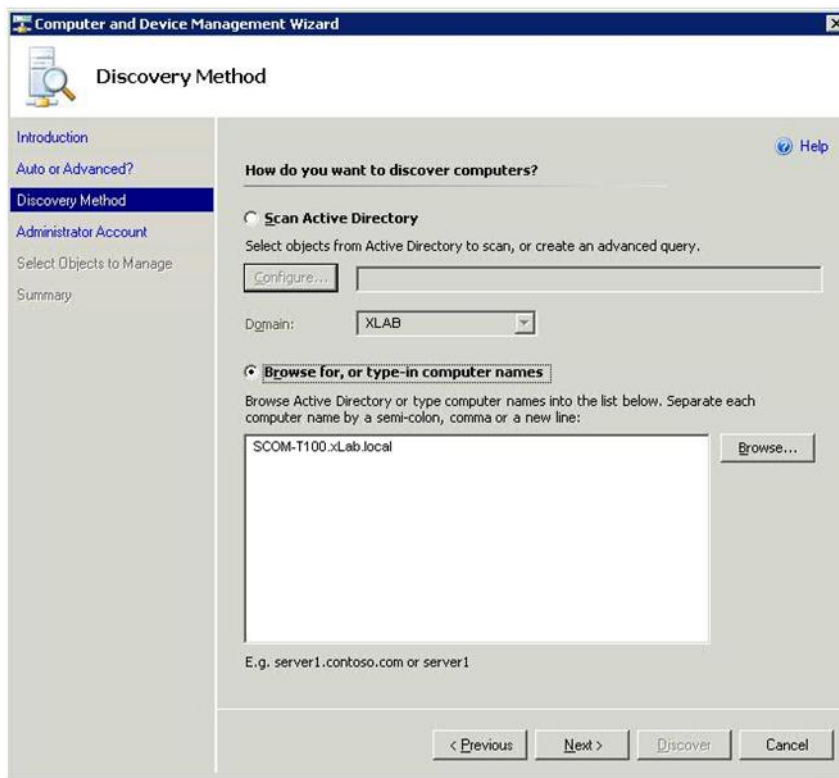 Computer and Device Management Wizard
Discovery Method
Introduction
Auto or Advanced?
Discovery Method
Administrator Account
Select Objects to Manage
Summary
Help
How do you want to discover computers?
Scan Active Directory
Select objects from Active Directory to scan, or create an advanced query.
Configure...
Domain: XLAB
Browse for, or type-in computer names
Browse Active Directory or type computer names into the list below. Separate each
computer name by a semi-colon, comma or a new line:
SCOM-T100.xLab.local
Browse...
E.g. server1.contoso.com or server1
< Previous Next > Discover Cancel